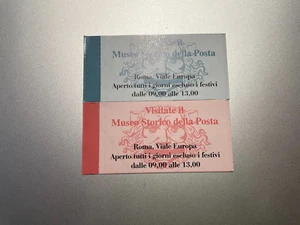 Visitate il
Museo Storico della Posta
Roma, Viale Europa
Aperto tutti i giorni escluso i festivi
dalle 09,00 alle 13,00
Visitate il
Museo Storico della Posta
Roma, Viale Europa
Aperto tutti i giorni escluso i festivi
dalle 09,00 alle 13,00